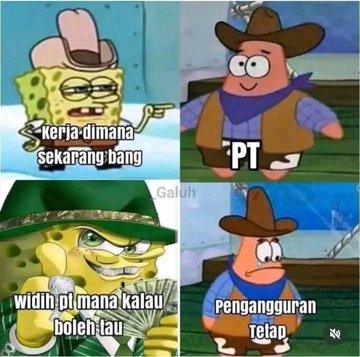 Kerja dimana
sekarang bang
PT
Galuh
widih pt mana kalau
boleh tau
Pengangguran
Tetap